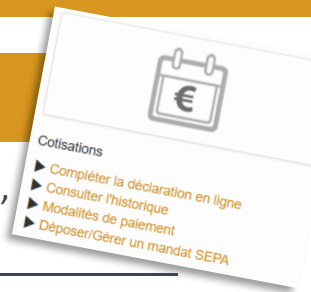 €
Cotisations
► Compléter la déclaration en ligne
► Consulter l'historique
► Modalités de paiement
► Déposer/Gérer un mandat SEPA
,